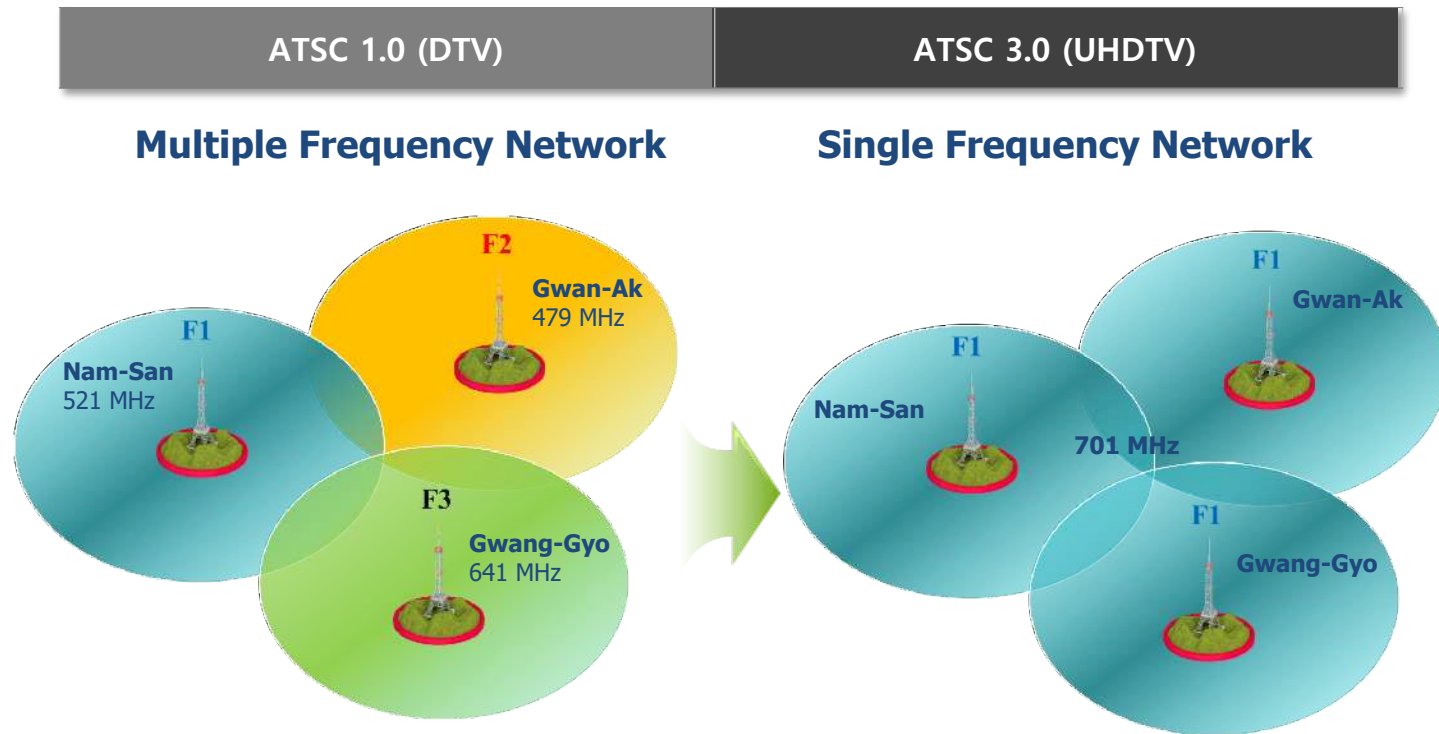 ATSC 1.0 (DTV)
ATSC 3.0 (UHDTV)
Multiple Frequency Network
Single Frequency Network
F2
Gwan-Ak
479 MHz
F1
Nam-San
521 MHz
F3
Gwang-Gyo
641 MHz
F1
Gwan-Ak
F1
Nam-San
701 MHz
F1
Gwang-Gyo